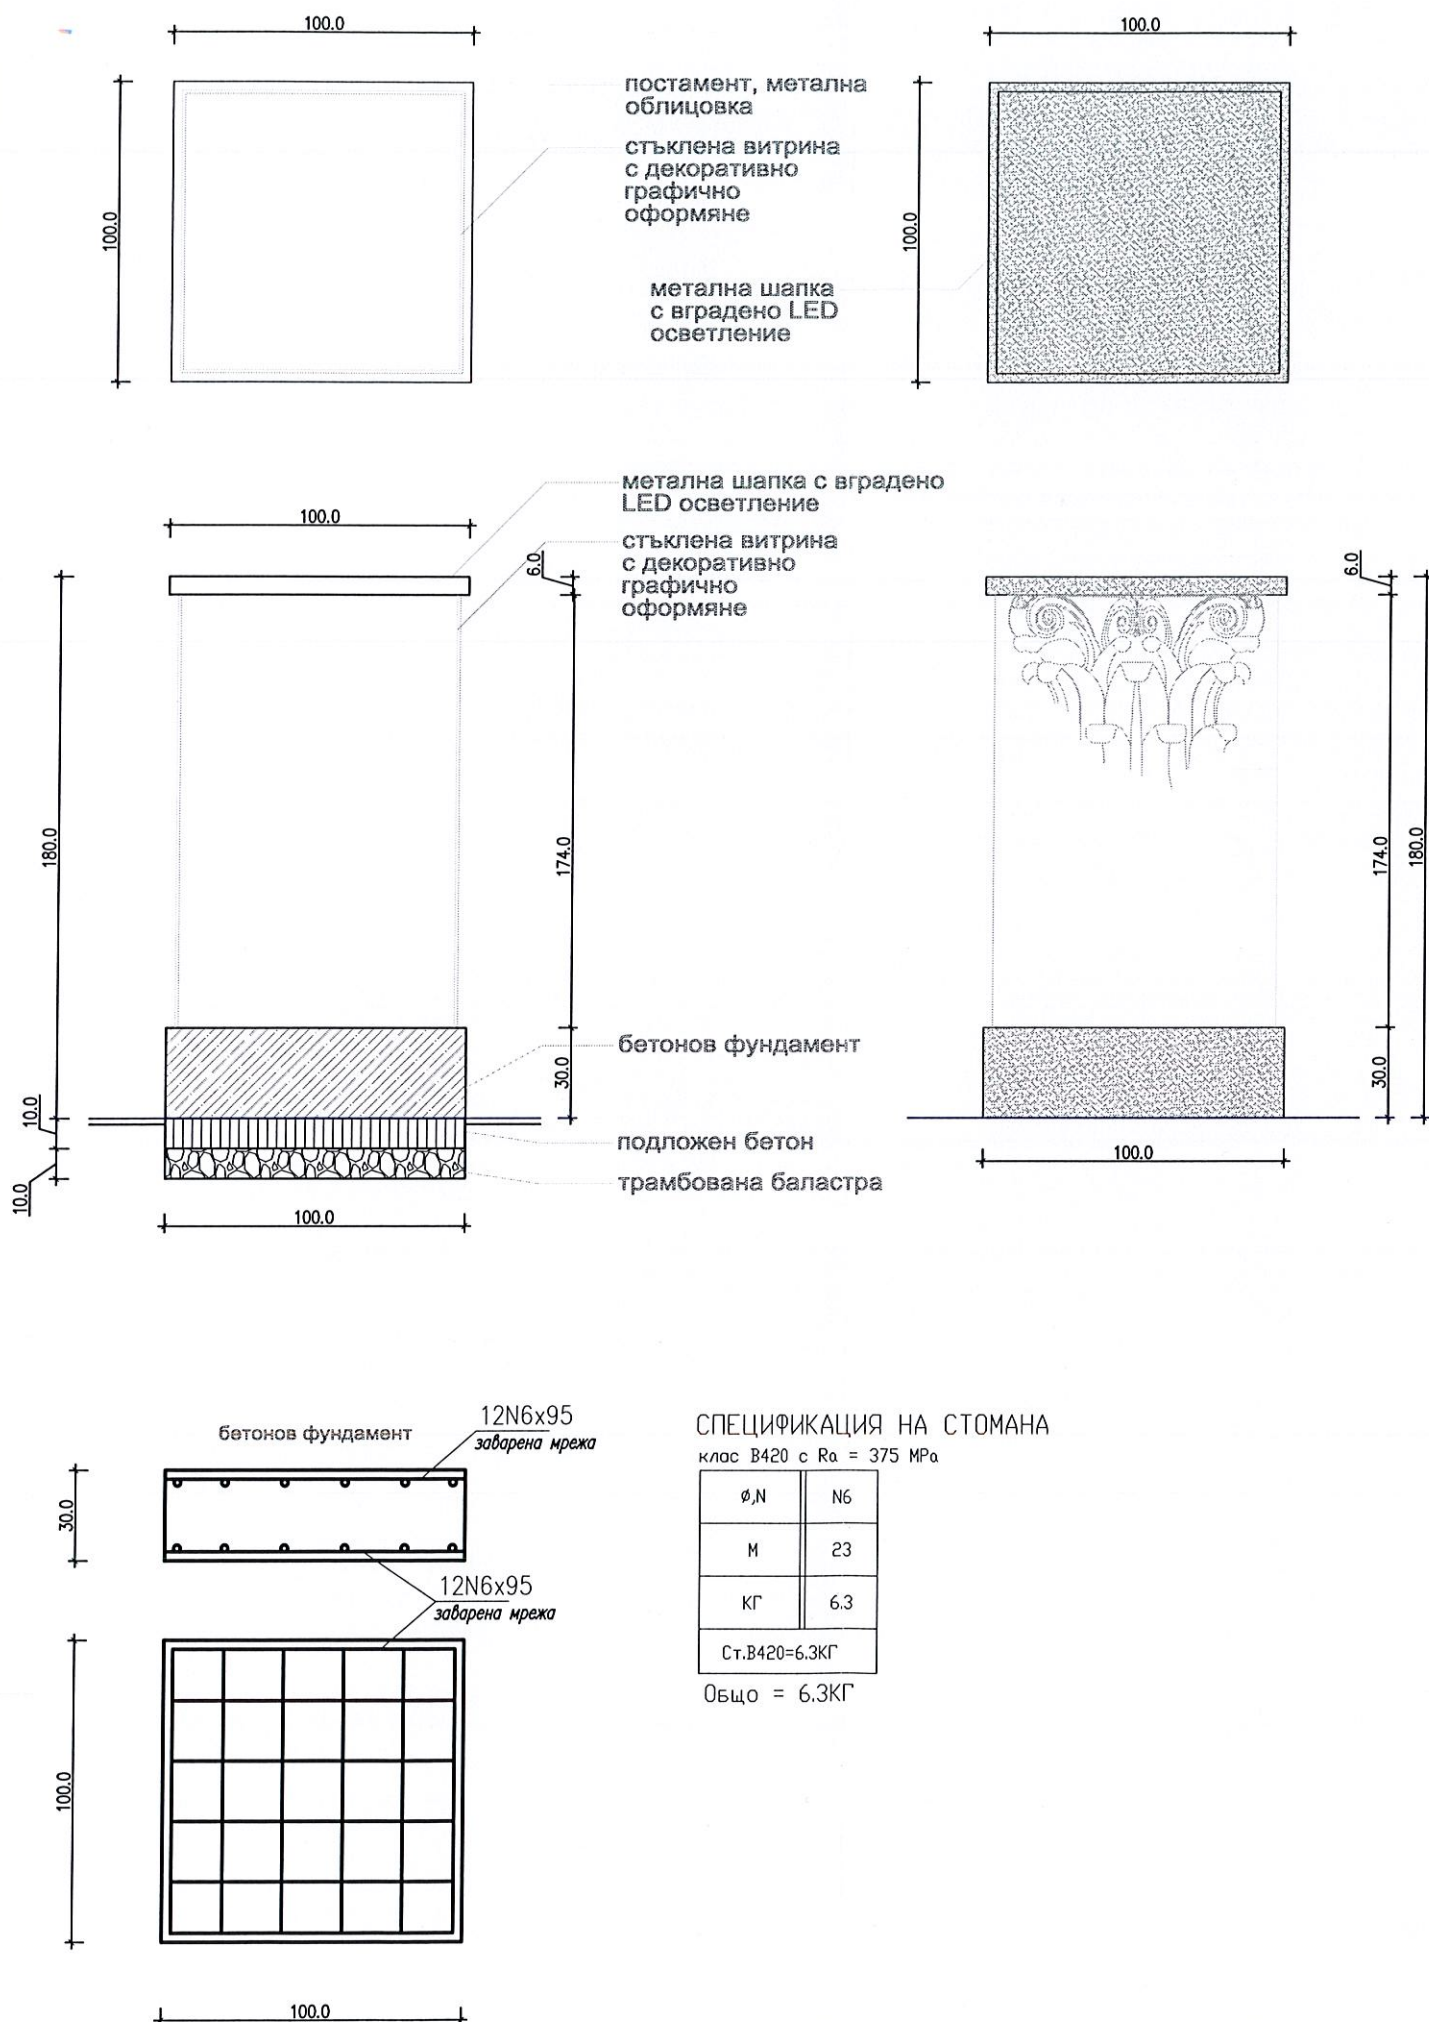 100.0
100.0
100.0
100.0
постамент, метална
облицовка
стъклена витрина
с декоративно
графично
оформяне
метална шапка
с вградено LED
осветление
метална шапка с вградено
LED осветление
стъклена витрина
с декоративно
графично
оформяне
100.0
6.0
6.0
180.0
174.0
174.0
180.0
бетонов фундамент
30.0
30.0
10.0
подложен бетон
трамбована баластра
10.0
100.0
100.0
бетонов фундамент
12N6x95
заварена мрежа
30.0
12N6x95
заварена мрежа
100.0
100.0
СПЕЦИФИКАЦИЯ НА СТОМАНА
клас B420 с Ra = 375 MPa
ø,N N6
М 23
КГ 6.3
Ст.B420=6.3КГ
Общо = 6.3КГ